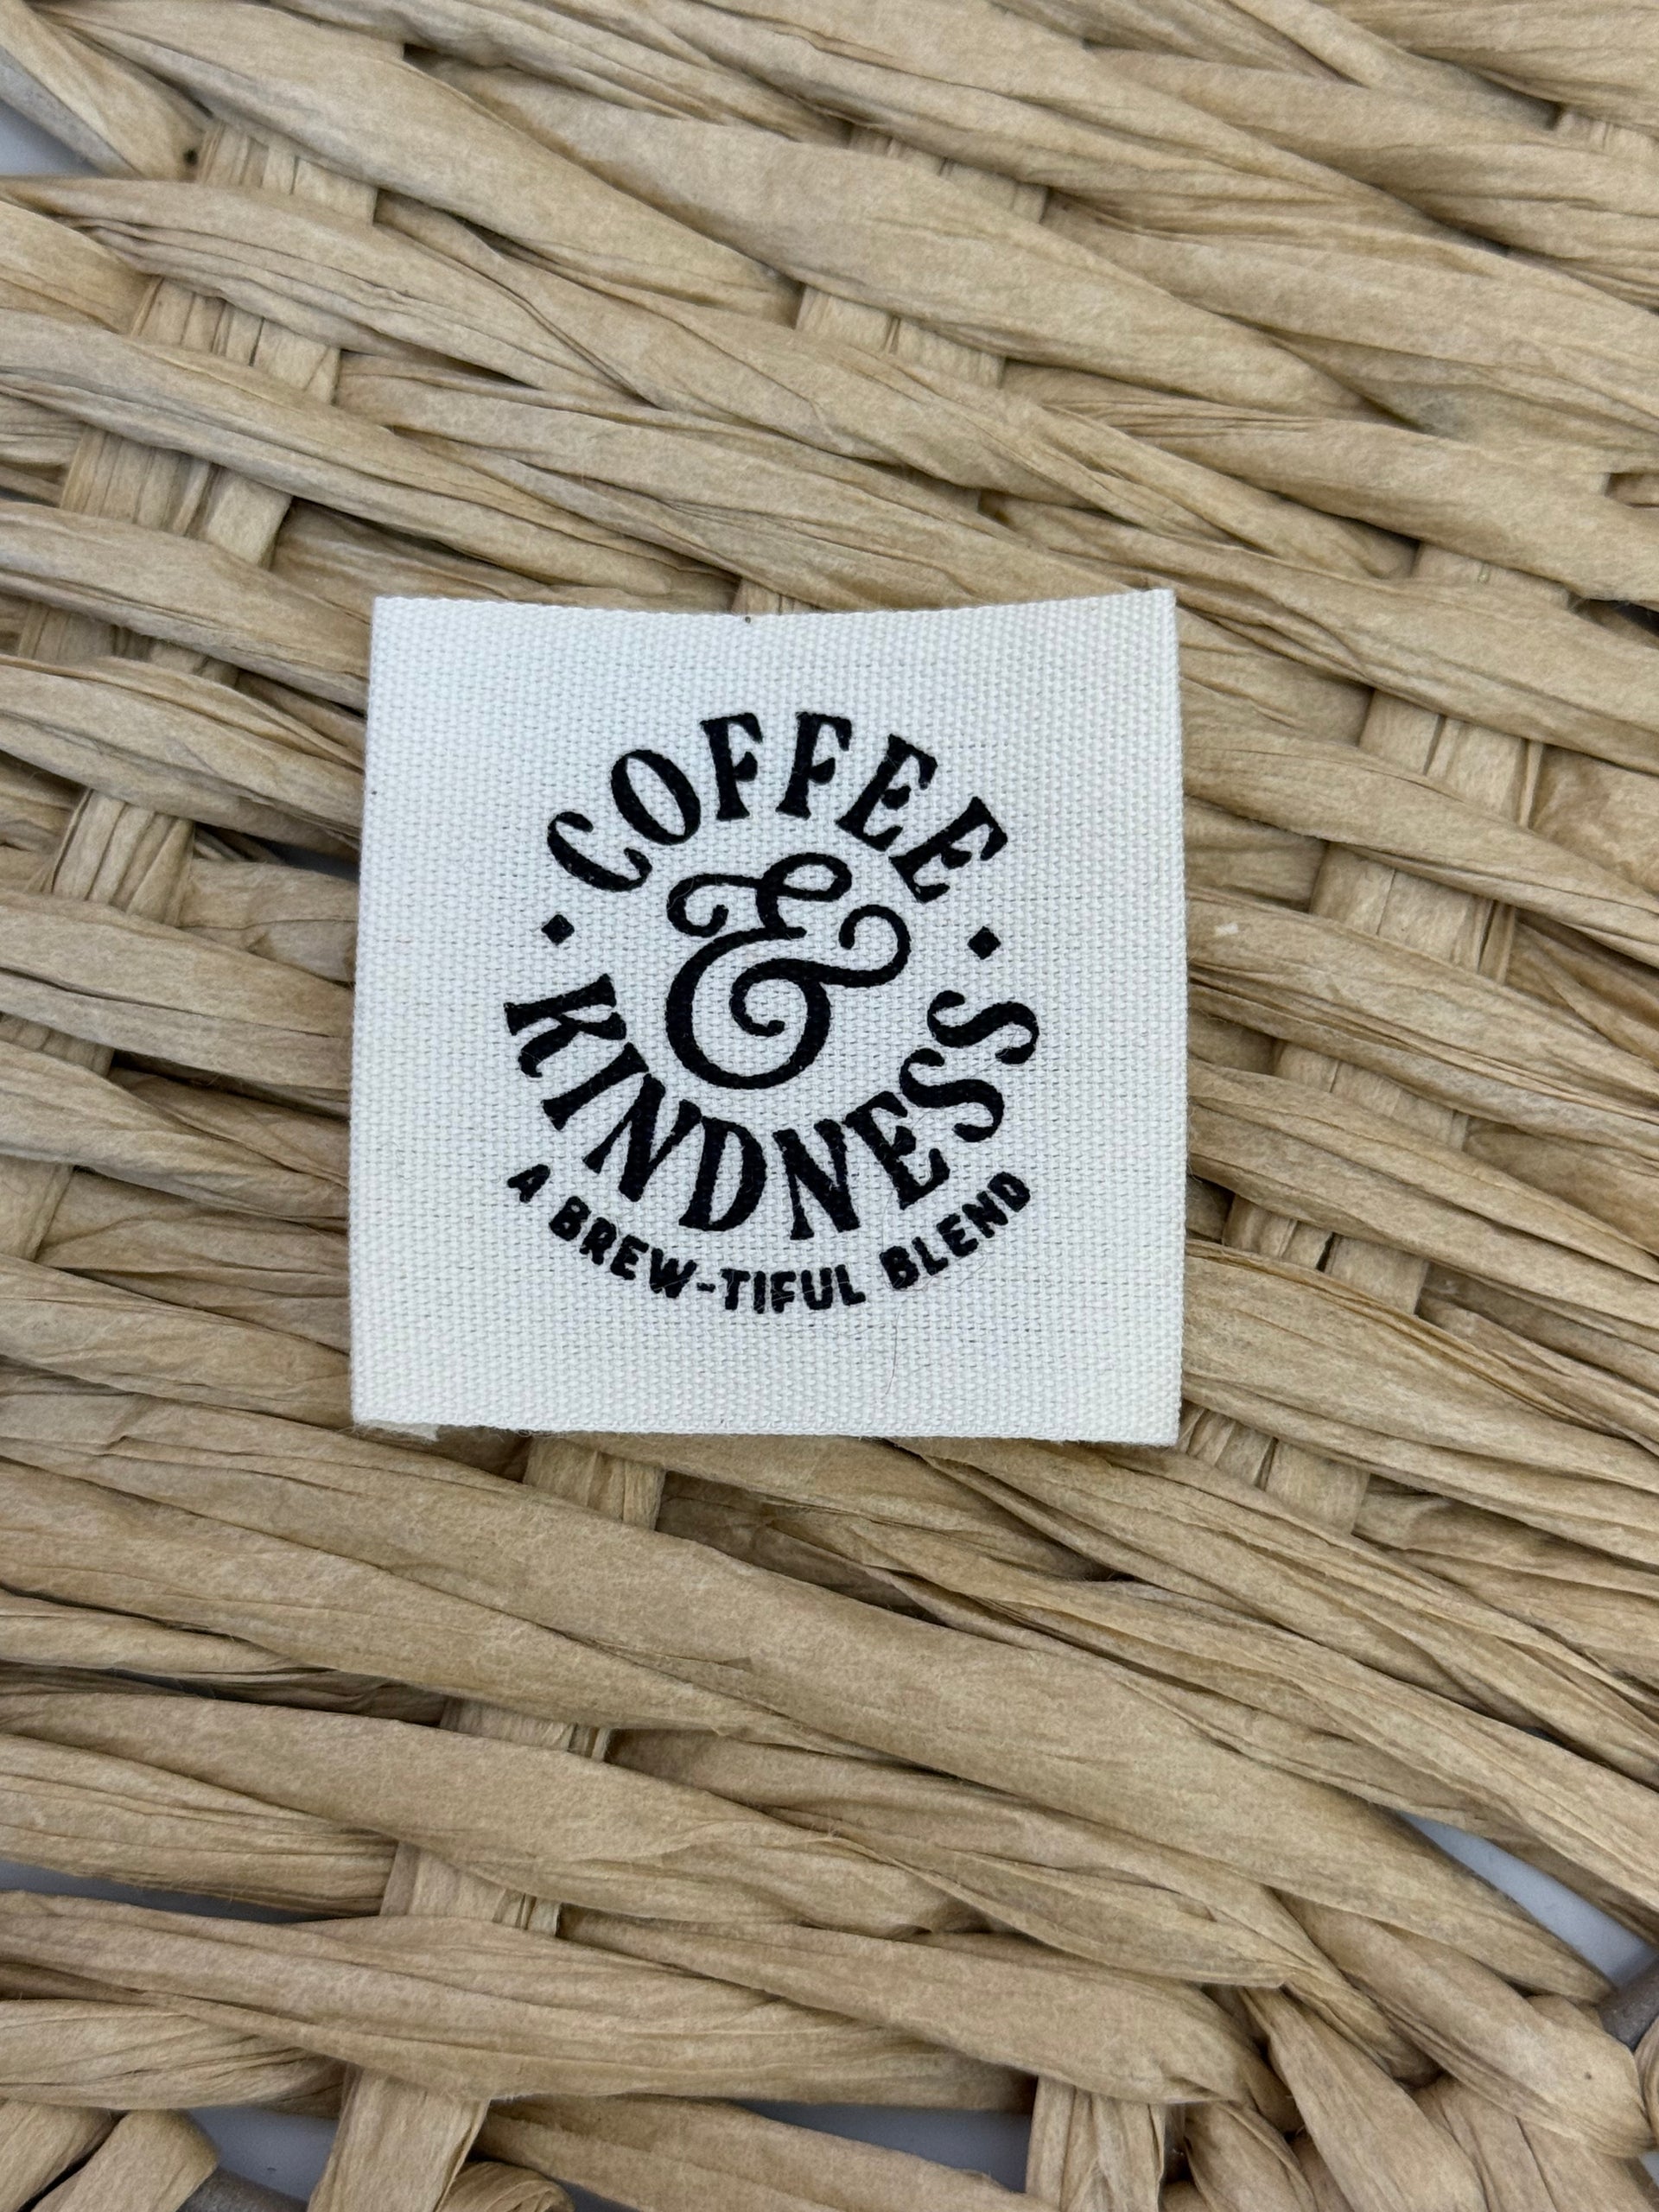 COFFEE
&
KINDNESS
A BREW-TIFUL BLEND